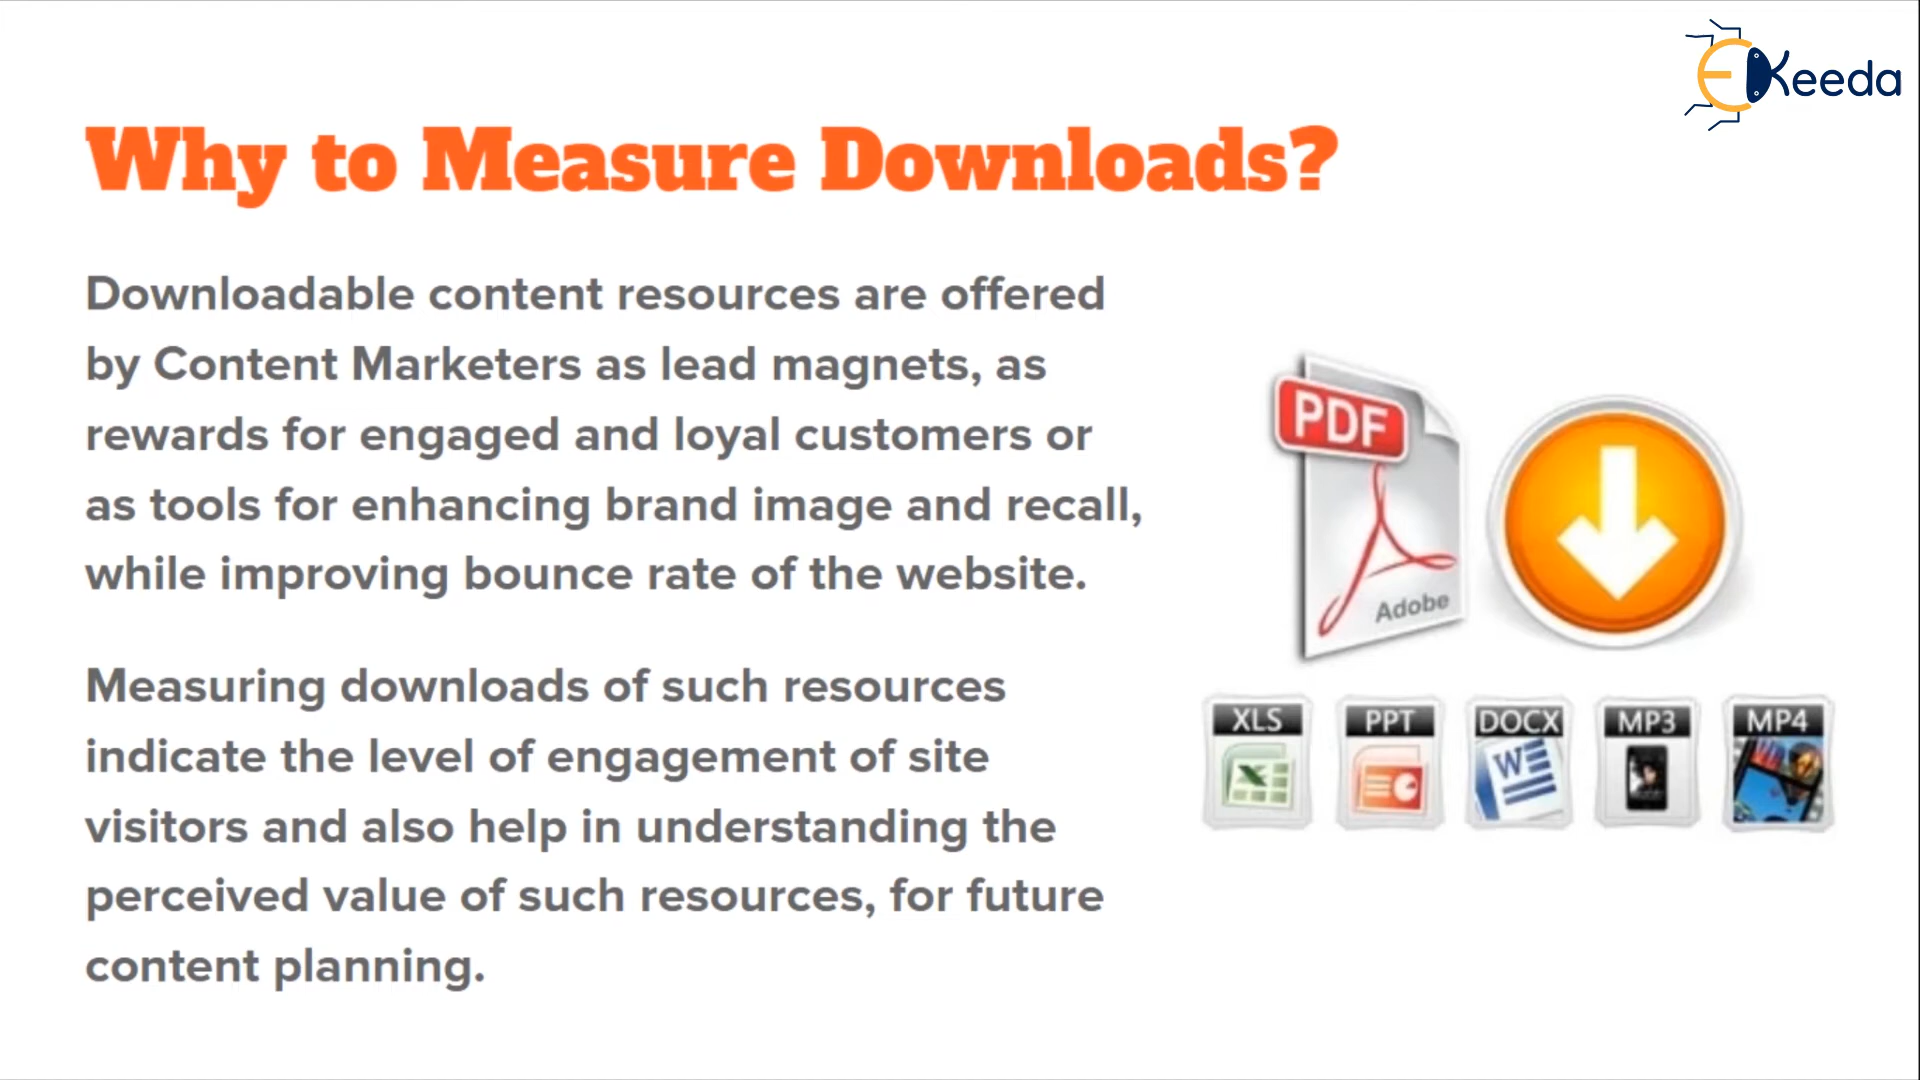 EKeeda
Why to Measure Downloads?
Downloadable content resources are offered
by Content Marketers as lead magnets, as
rewards for engaged and loyal customers or
as tools for enhancing brand image and recall,
while improving bounce rate of the website.
Measuring downloads of such resources
indicate the level of engagement of site
visitors and also help in understanding the
perceived value of such resources, for future
content planning.
PDF
Adobe
XLS PPT DOCX MP3 MP4